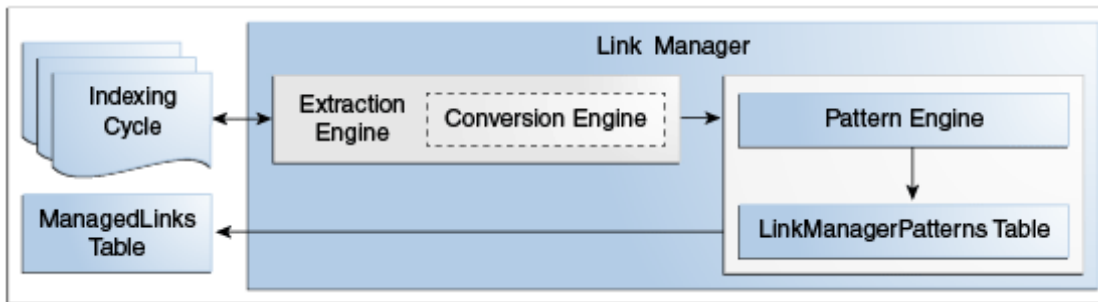 Link Manager
Indexing
Cycle
Extraction
Engine
Conversion Engine
Pattern Engine
ManagedLinks
Table
LinkManagerPatterns Table